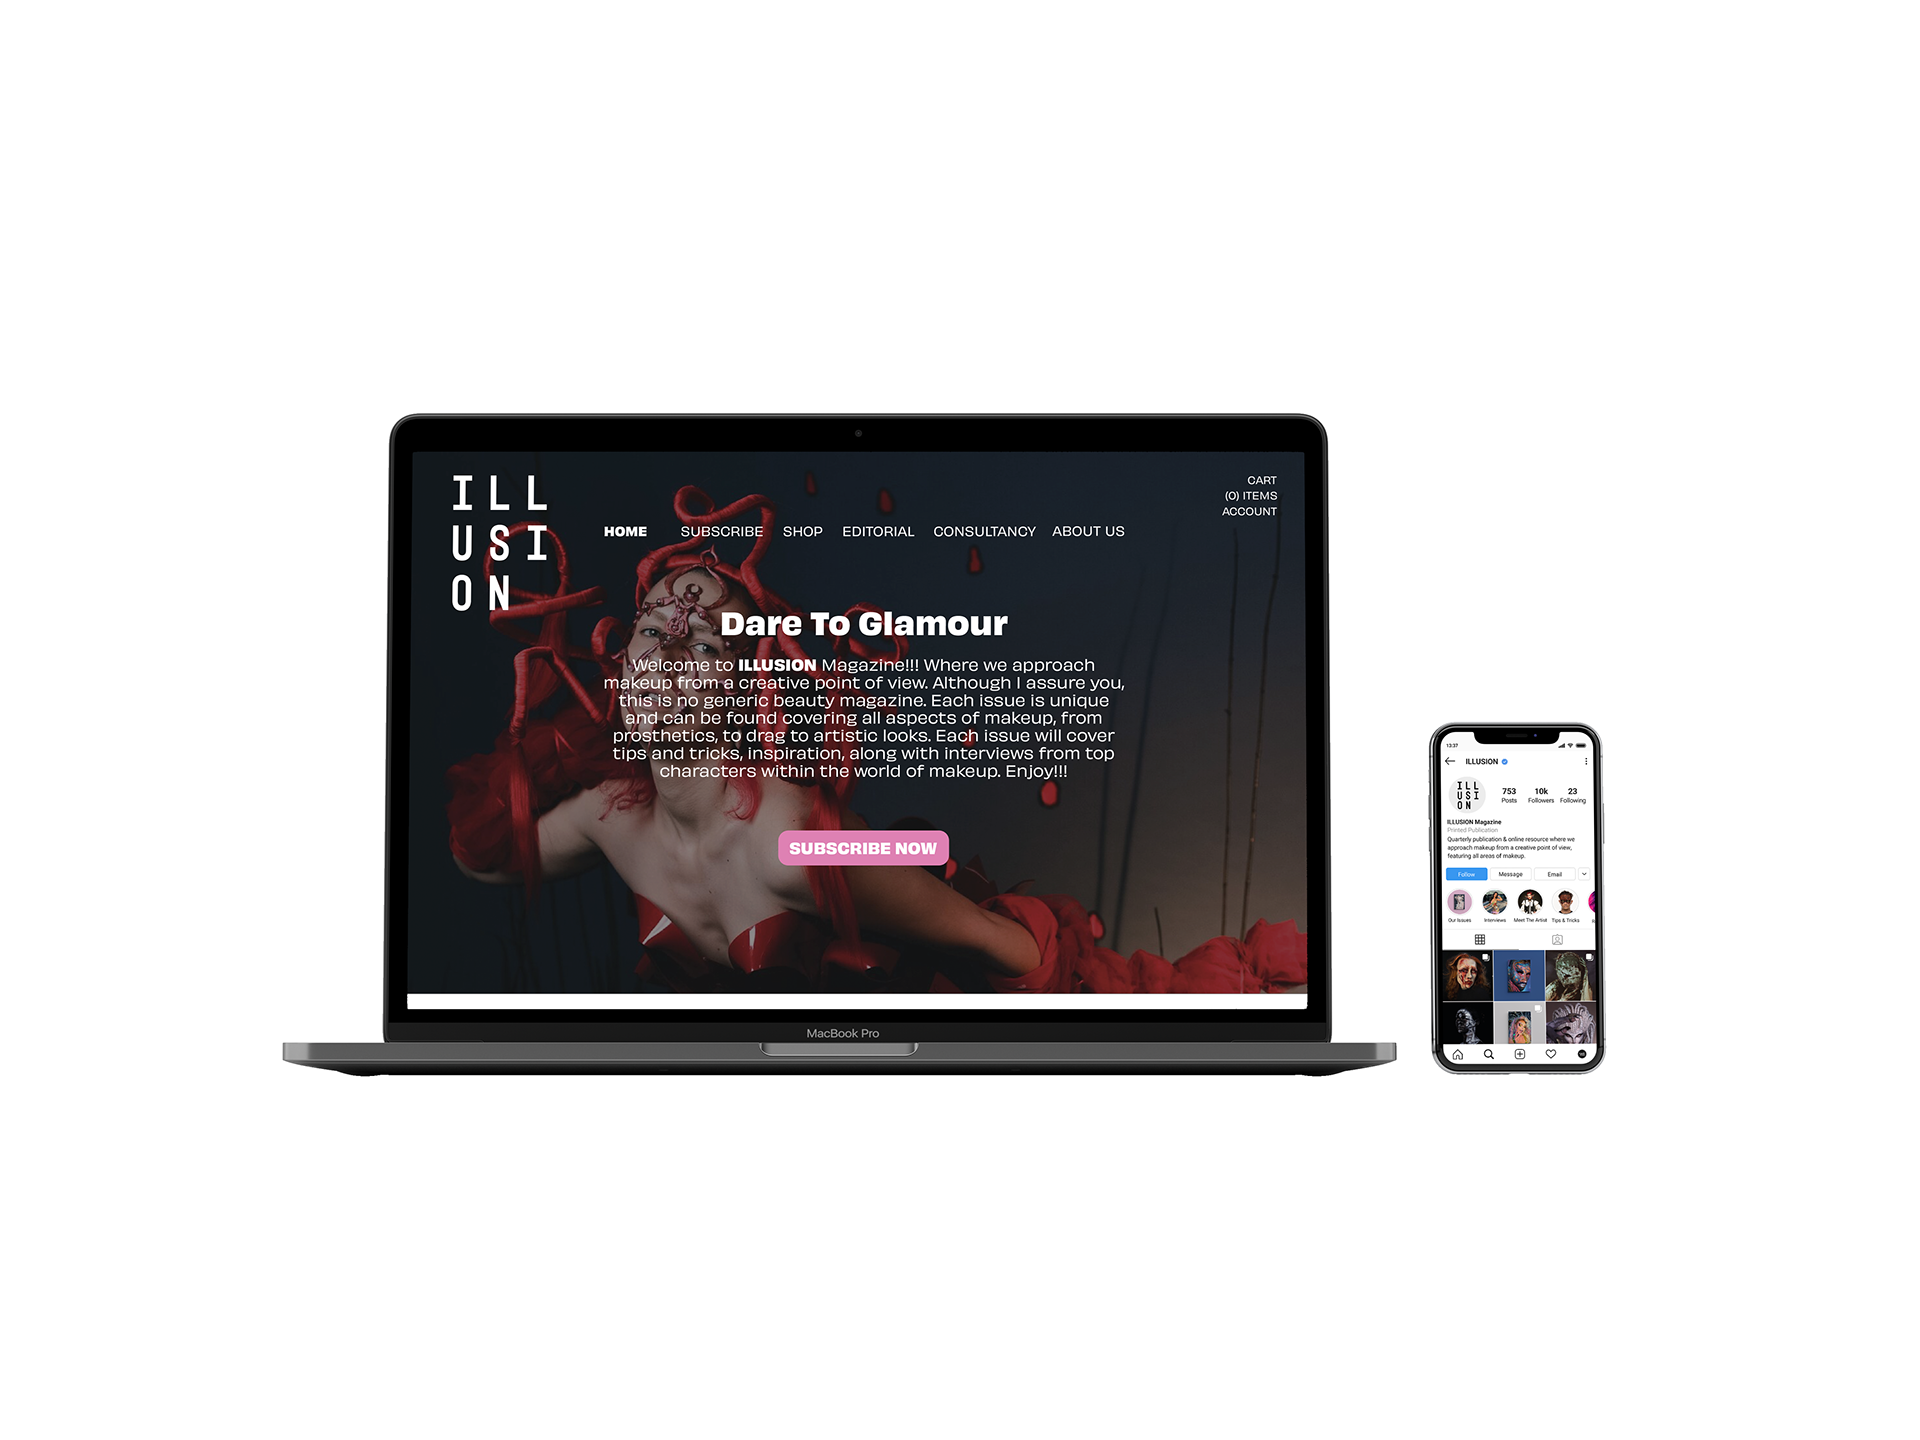 ILL
USI
ON
CART
(0) ITEMS
ACCOUNT
HOME SUBSCRIBE SHOP EDITORIAL CONSULTANCY ABOUT US
Dare To Glamour
Welcome to ILLUSION Magazine!!! Where we approach
makeup from a creative point of view. Although I assure you,
this is no generic beauty magazine. Each issue is unique
and can be found covering all aspects of makeup, from
prosthetics, to drag to artistic looks. Each issue will cover
tips and tricks, inspiration, along with interviews from top
characters within the world of makeup. Enjoy!!!
SUBSCRIBE NOW
MacBook Pro
13:37
ILLUSION
ILL
USI
ON
753 10k 23
Posts Followers Following
ILLUSION Magazine
Printed Publication
Quarterly publication & online resource where we
approach makeup from a creative point of view,
featuring all areas of makeup.
Follow Message Email
Our Issues Interviews Meet The Artist Tips & Tricks